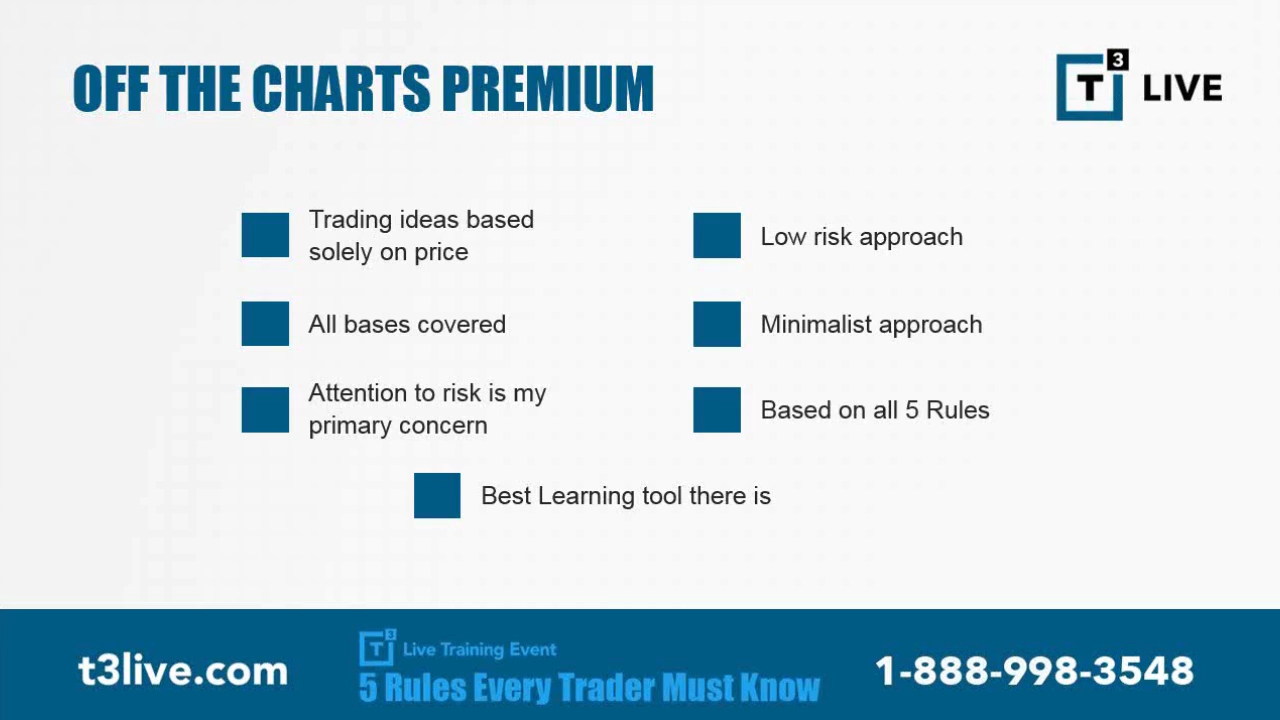 OFF THE CHARTS PREMIUM
T3 LIVE
Trading ideas based
solely on price
Low risk approach
All bases covered
Minimalist approach
Attention to risk is my
primary concern
Based on all 5 Rules
Best Learning tool there is
t3live.com
T3 Live Training Event
5 Rules Every Trader Must Know
1-888-998-3548